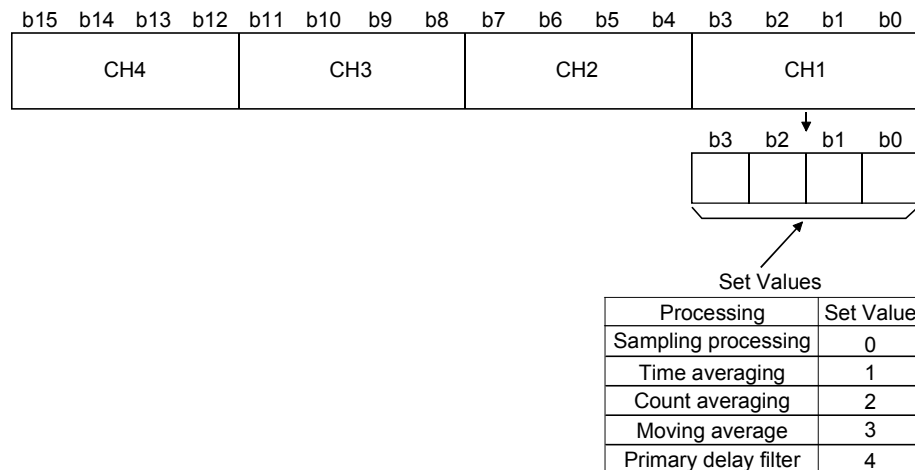 b15 b14 b13 b12 b11 b10 b9 b8 b7 b6 b5 b4 b3 b2 b1 b0
CH4 CH3 CH2 CH1
b3 b2 b1 b0
Set Values
Processing Set Value
Sampling processing 0
Time averaging 1
Count averaging 2
Moving average 3
Primary delay filter 4